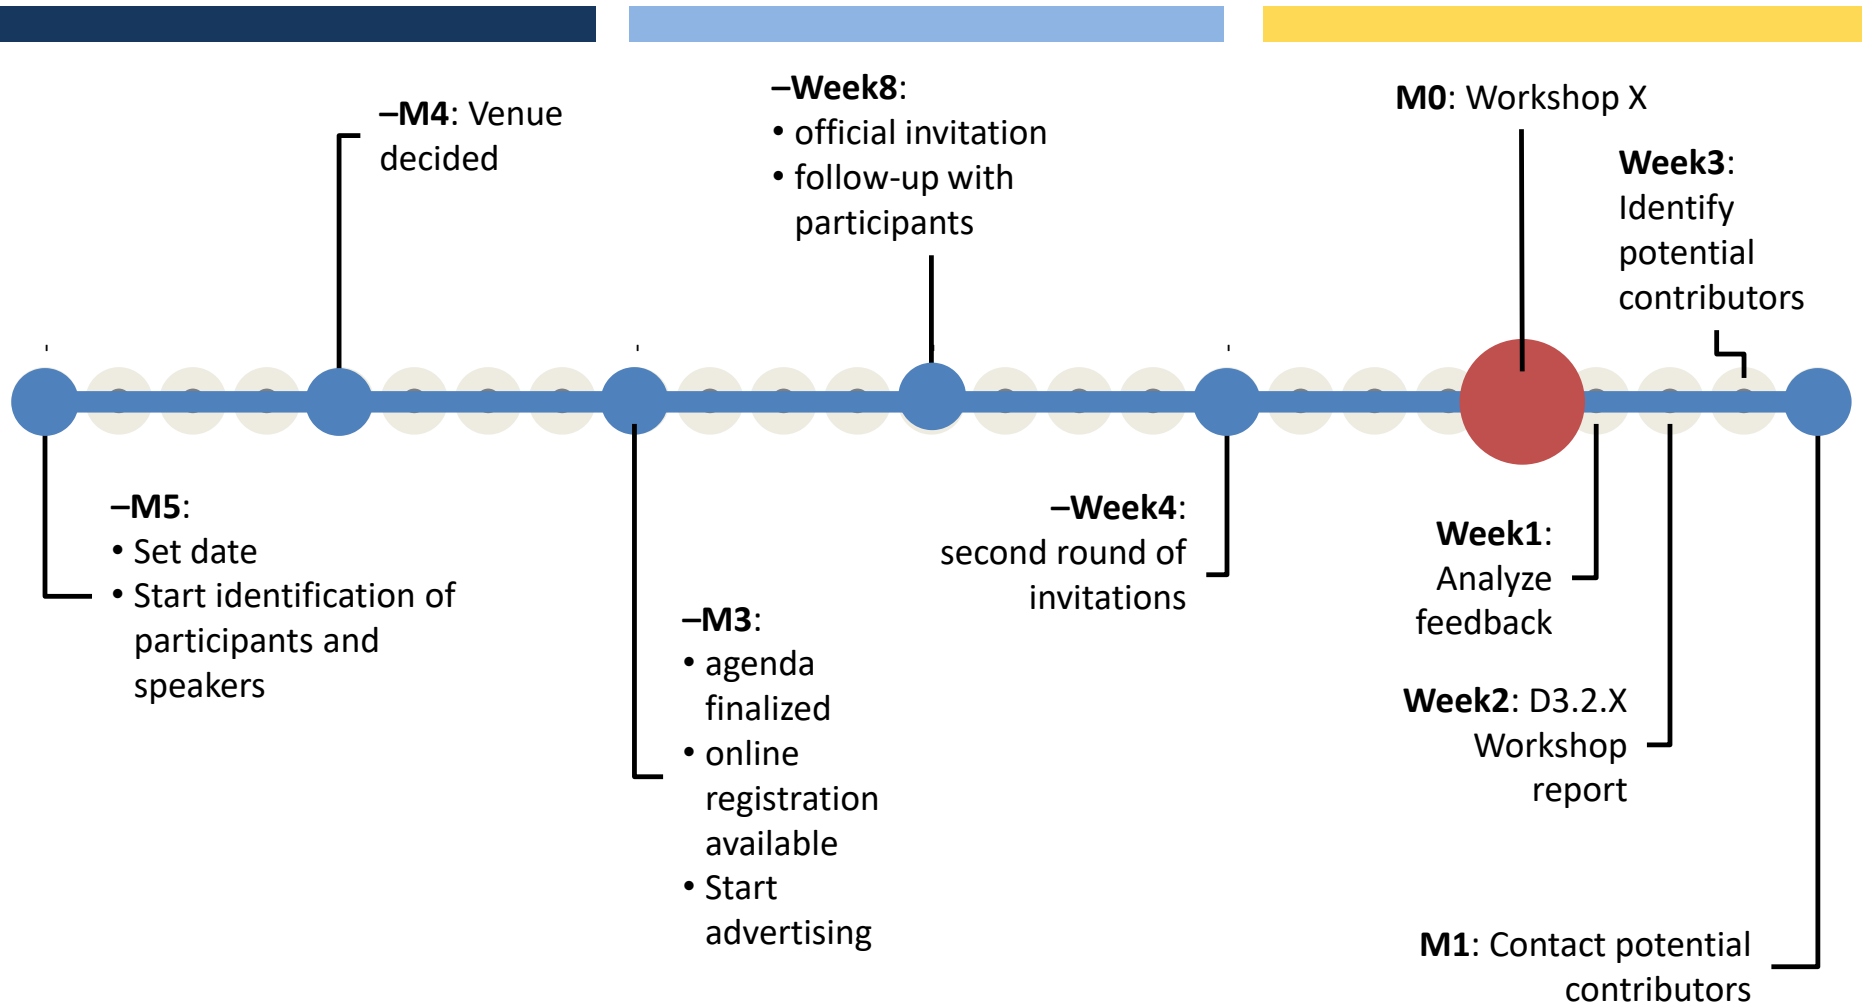 –M4: Venue
decided
–Week8:
• official invitation
• follow-up with
participants
M0: Workshop X
Week3:
Identify
potential
contributors
–M5:
• Set date
• Start identification of
participants and
speakers
–M3:
• agenda
finalized
• online
registration
available
• Start
advertising
–Week4:
second round of
invitations
Week1:
Analyze
feedback
Week2: D3.2.X
Workshop
report
M1: Contact potential
contributors